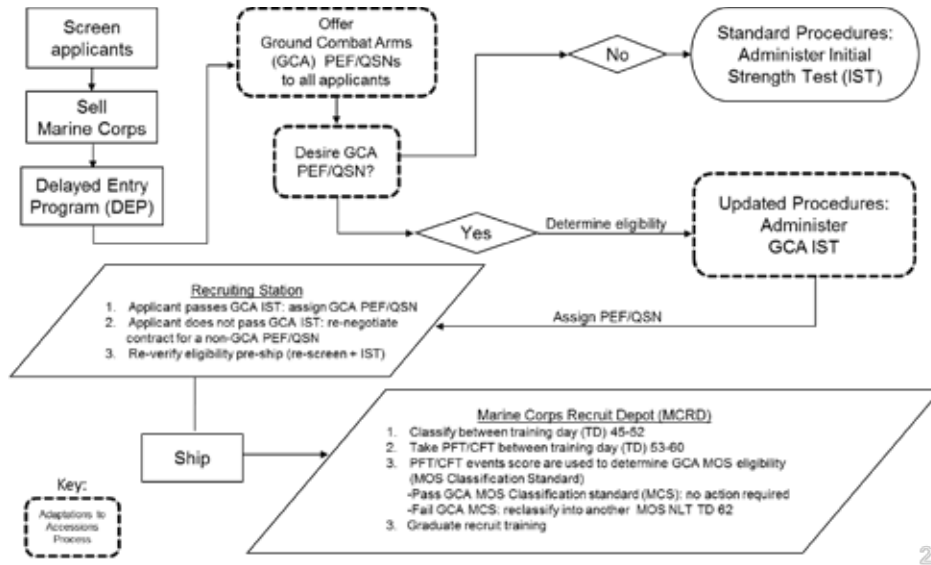 Screen
applicants
Sell
Marine Corps
Delayed Entry
Program (DEP)
Offer
Ground Combat Arms
(GCA) PEF/QSNs
to all applicants
Desire GCA
PEF/QSN?
No
Standard Procedures:
Administer Initial
Strength Test (IST)
Yes
Determine eligibility
Updated Procedures:
Administer
GCA IST
Assign PEF/QSN
Recruiting Station
1. Applicant passes GCA IST: assign GCA PEF/QSN
2. Applicant does not pass GCA IST: re-negotiate
contract for a non-GCA PEF/QSN
3. Re-verify eligibility pre-ship (re-screen + IST)
Ship
Marine Corps Recruit Depot (MCRD)
1. Classify between training day (TD) 45-52
2. Take PFT/CFT between training day (TD) 53-60
3. PFT/CFT events score are used to determine GCA MOS eligibility
(MOS Classification Standard)
-Pass GCA MOS Classification standard (MCS): no action required
-Fail GCA MCS: reclassify into another MOS NLT TD 62
3. Graduate recruit training
Key:
Adaptations to
Accessions
Process
2